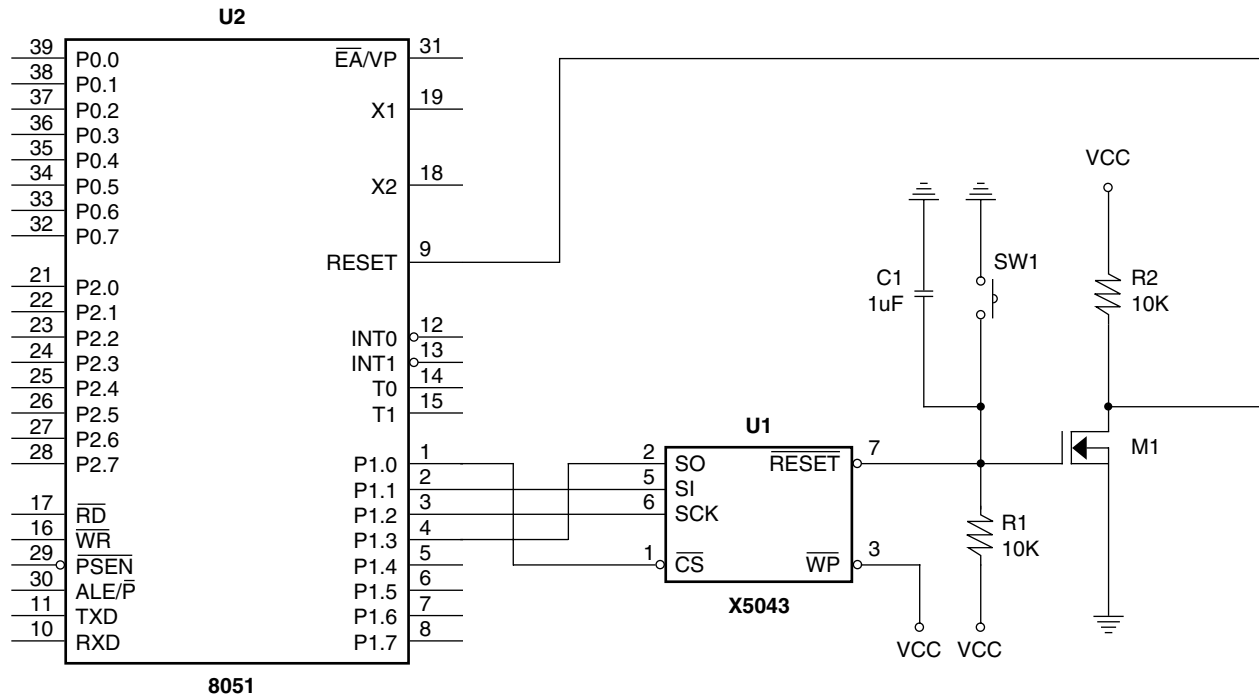 U2
39 P0.0
38 P0.1
37 P0.2
36 P0.3
35 P0.4
34 P0.5
33 P0.6
32 P0.7
21 P2.0
22 P2.1
23 P2.2
24 P2.3
25 P2.4
26 P2.5
27 P2.6
28 P2.7
17 RD
16 WR
29 PSEN
30 ALE/P
11 TXD
10 RXD
EA/VP 31
X1 19
X2 18
RESET 9
INT0 12
INT1 13
T0 14
T1 15
P1.0 1
P1.1 2
P1.2 3
P1.3 4
P1.4 5
P1.5 6
P1.6 7
P1.7 8
8051
U1
2 SO
5 SI
6 SCK
1 CS
RESET 7
WP 3
X5043
C1
1uF
SW1
VCC
R2
10K
M1
R1
10K
VCC
VCC